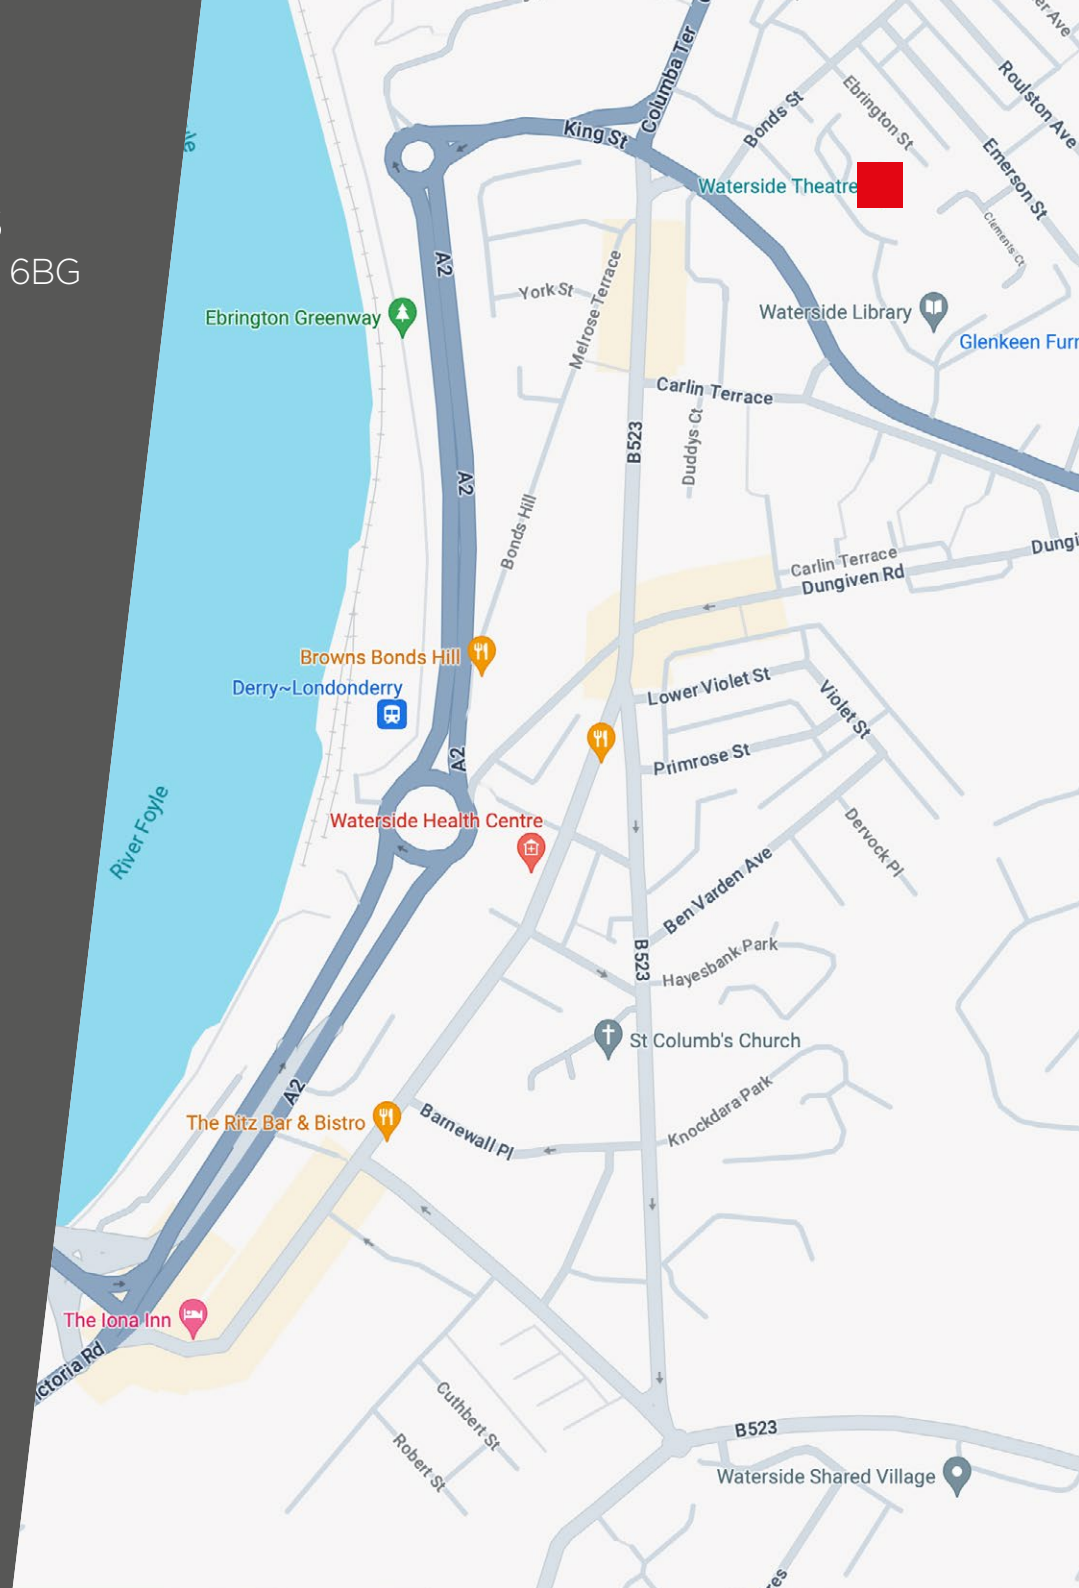 6BG
Columba Ter
King St
Bonds St
Ebrington St
Roulston Ave
Emerson St
Clements Ct
Waterside Theatre
A2
York St
Melrose Terrace
Ebrington Greenway
Waterside Library
Glenkeen Furr
Carlin Terrace
Duddys Ct
B523
A2
Bonds Hill
Carlin Terrace
Dungiven Rd
Dungi
Browns Bonds Hill
Derry~Londonderry
Lower Violet St
Violet St
Primrose St
A2
River Foyle
Waterside Health Centre
Dervock Pl
Ben Varden Ave
B523
Hayesbank Park
St Columb's Church
A2
The Ritz Bar & Bistro
Barnewall Pl
Knockdara Park
The Iona Inn
ctoria Rd
Cuthbert St
Robert St
B523
Waterside Shared Village